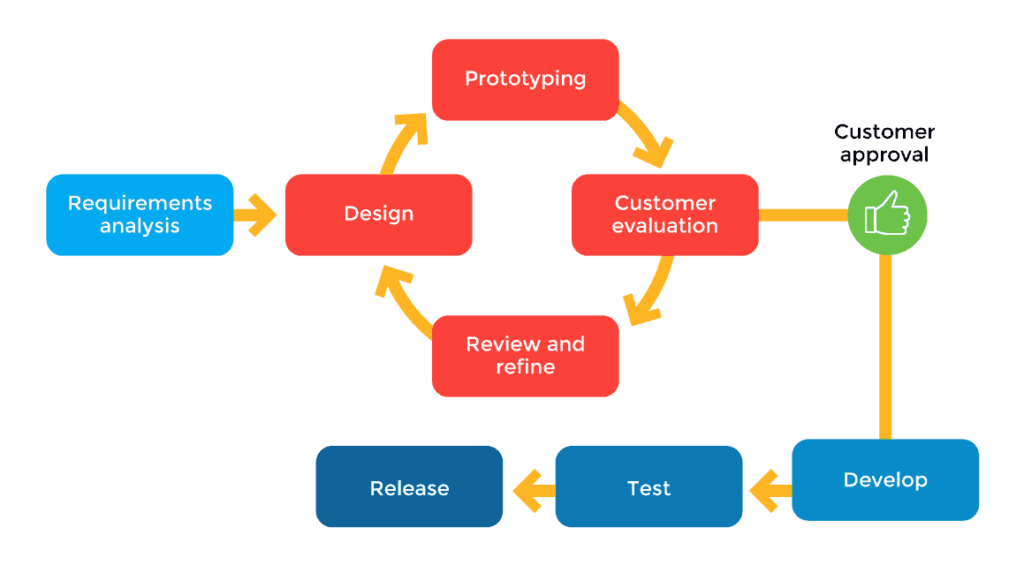 Prototyping
Customer
approval
Requirements
analysis
Design
Customer
evaluation
Review and
refine
Release
Test
Develop